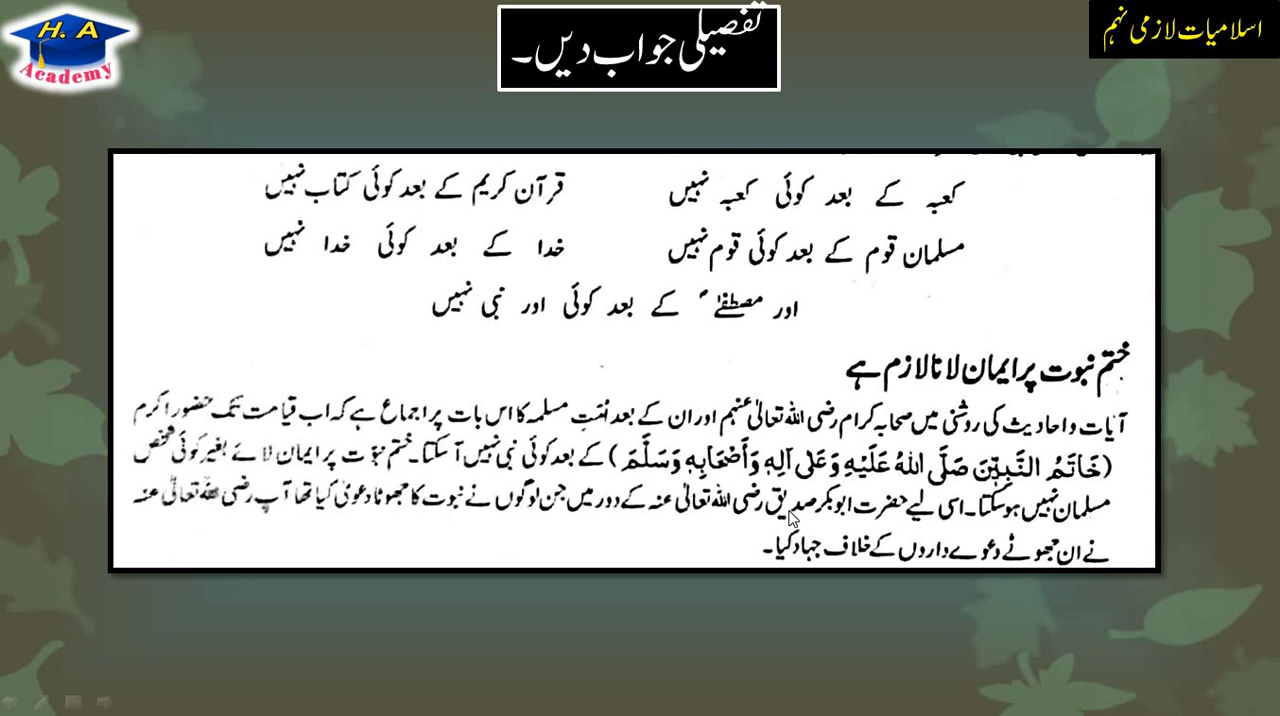 H. A
Academy
تفصیلی جواب دیں۔
اسلامیات لازمی نہم
کعبہ کے بعد کوئی کعبہ نہیں قرآن کریم کے بعد کوئی کتاب نہیں
مسلمان قوم کے بعد کوئی قوم نہیں خدا کے بعد کوئی خدا نہیں
اور مصطفےٰ ؐ کے بعد کوئی اور نبی نہیں
ختم نبوت پر ایمان لانا لازم ہے
آیات و احادیث کی روشنی میں صحابہ کرام رضی اللہ تعالیٰ عنہم اور ان کے بعد اُمتِ مسلمہ کا اس بات پر اجماع ہے کہ اب قیامت تک حضور اکرم
(خَاتَمُ النَّبِیّٖنَ صَلَّی اللہُ عَلَیْہِ وَعَلٰی آلِہٖ وَأَصْحَابِہٖ وَسَلَّمَ) کے بعد کوئی نبی نہیں آ سکتا۔ ختم نبوت پر ایمان لائے بغیر کوئی شخص
مسلمان نہیں ہو سکتا۔ اسی لیے حضرت ابوبکر صدیق رضی اللہ تعالیٰ عنہ کے دور میں جن لوگوں نے نبوت کا جھوٹا دعویٰ کیا تھا آپ رضی اللہ تعالیٰ عنہ
نے ان جھوٹے دعوے داروں کے خلاف جہاد کیا۔